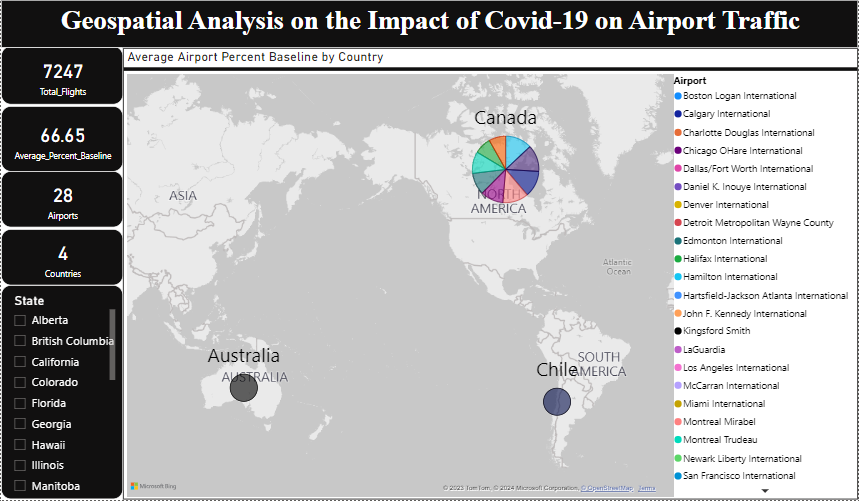 Geospatial Analysis on the Impact of Covid-19 on Airport Traffic
7247
Total_Flights
66.65
Average_Percent_Baseline
28
Airports
4
Countries
State
Alberta
British Columbia
California
Colorado
Florida
Georgia
Hawaii
Illinois
Manitoba
Average Airport Percent Baseline by Country
Canada
ASIA
NORTH
AMERICA
Atlantic
Ocean
Australia
AUSTRALIA
Chile
SOUTH
AMERICA
Microsoft Bing
© 2023 TomTom, © 2024 Microsoft Corporation, © OpenStreetMap Terms
Airport
Boston Logan International
Calgary International
Charlotte Douglas International
Chicago OHare International
Dallas/Fort Worth International
Daniel K. Inouye International
Denver International
Detroit Metropolitan Wayne County
Edmonton International
Halifax International
Hamilton International
Hartsfield-Jackson Atlanta International
John F. Kennedy International
Kingsford Smith
LaGuardia
Los Angeles International
McCarran International
Miami International
Montreal Mirabel
Montreal Trudeau
Newark Liberty International
San Francisco International